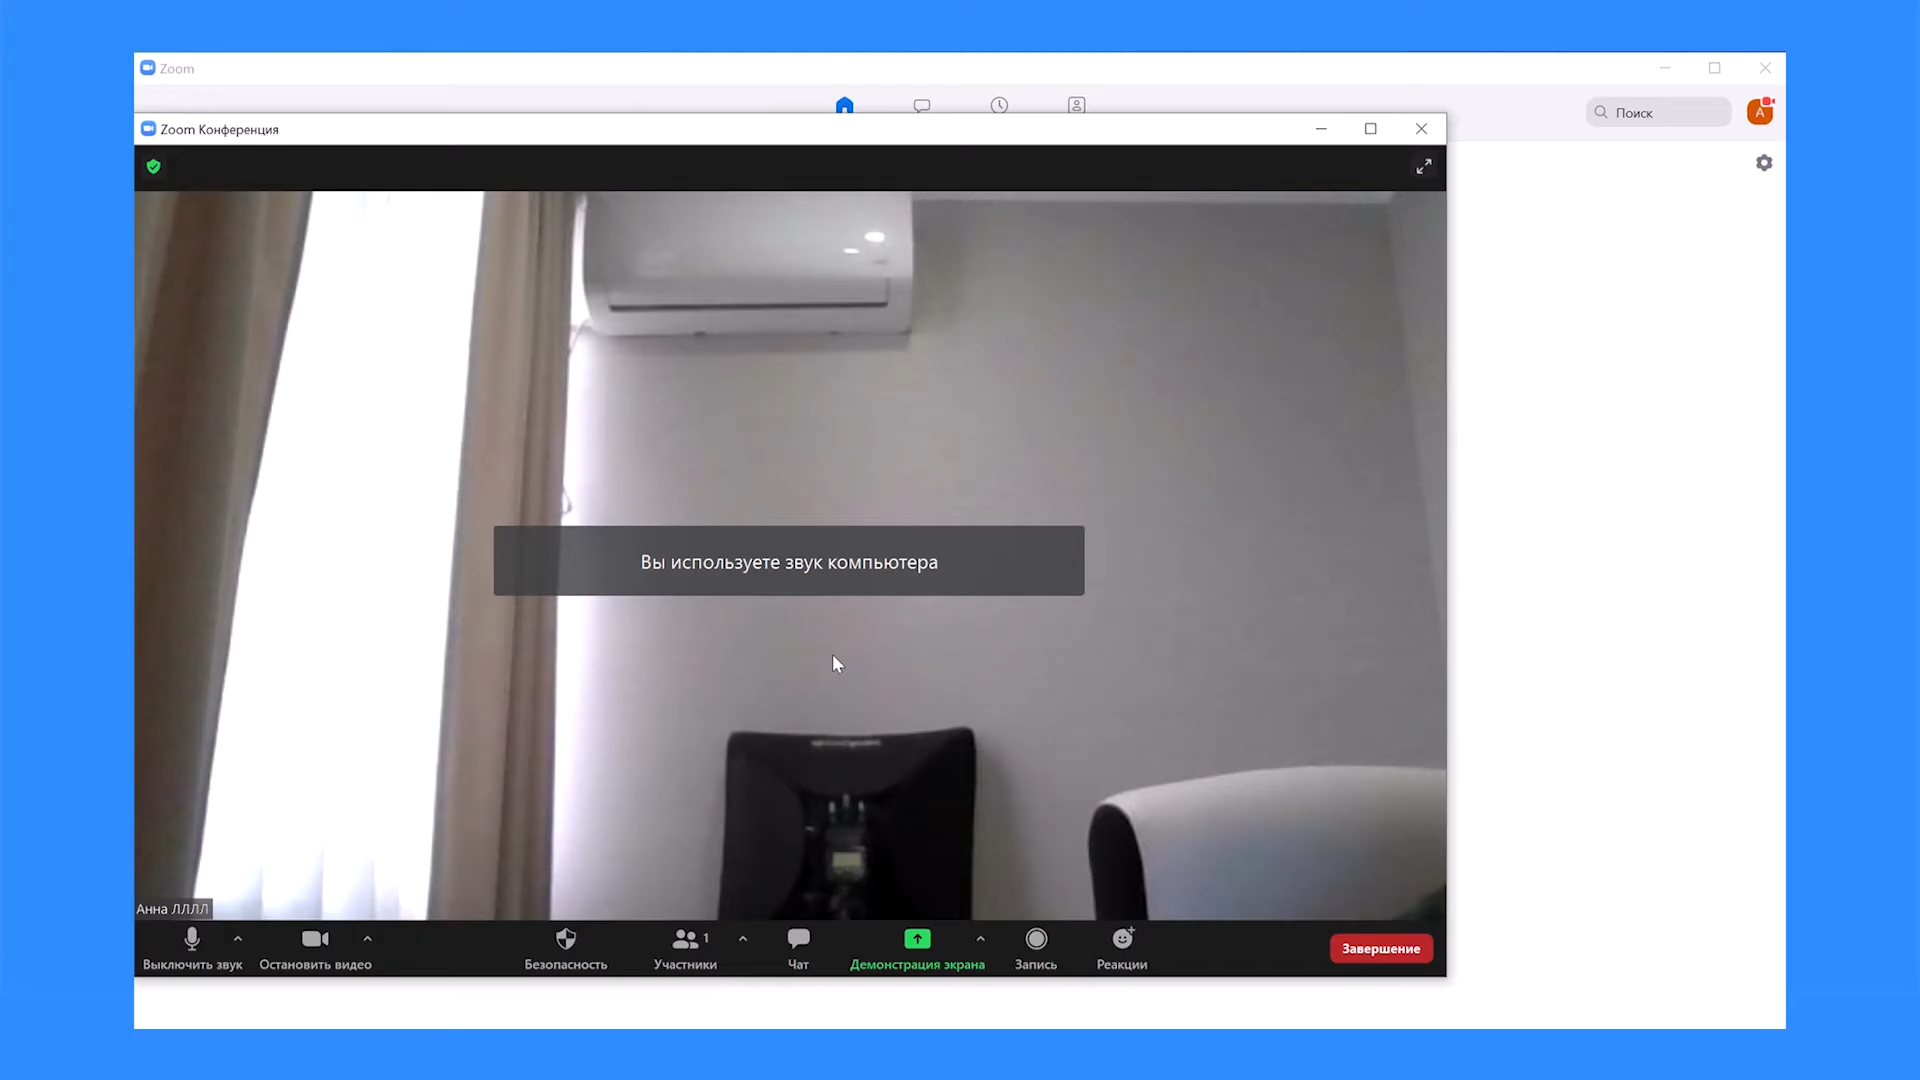 Zoom
Поиск
A
Zoom Конференция
Вы используете звук компьютера
Анна ЛЛЛЛ
1
Выключить звук
Остановить видео
Безопасность
Участники
Чат
Демонстрация экрана
Запись
Реакции
Завершение